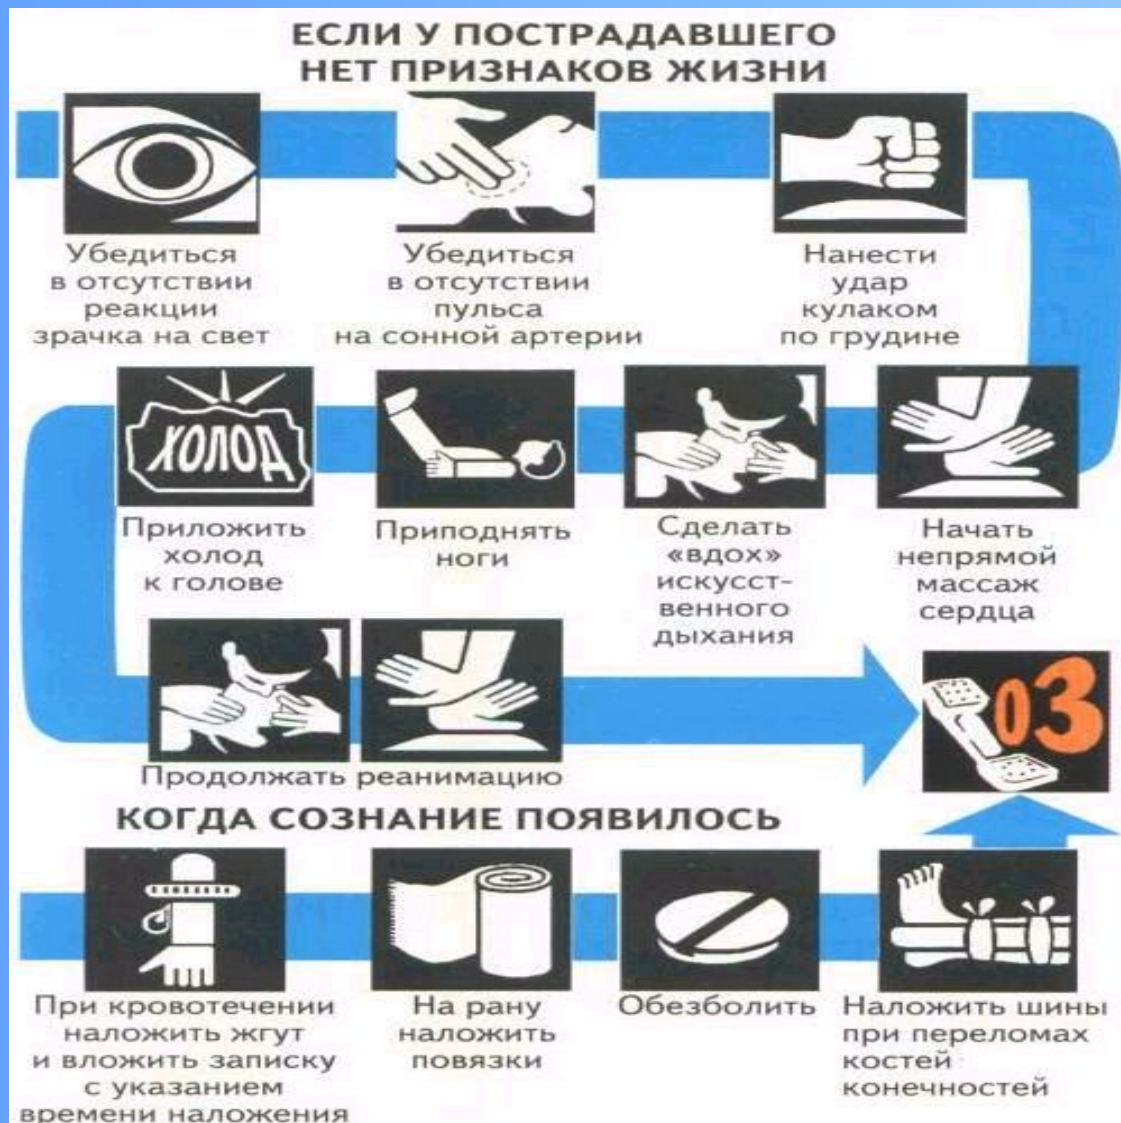 ЕСЛИ У ПОСТРАДАВШЕГО
НЕТ ПРИЗНАКОВ ЖИЗНИ
Убедиться
в отсутствии
реакции
зрачка на свет
Убедиться
в отсутствии
пульса
на сонной артерии
Нанести
удар
кулаком
по грудине
ХОЛОД
Приложить
холод
к голове
Приподнять
ноги
Сделать
«вдох»
искусст-
венного
дыхания
Начать
непрямой
массаж
сердца
Продолжать реанимацию
03
КОГДА СОЗНАНИЕ ПОЯВИЛОСЬ
При кровотечении
наложить жгут
и вложить записку
с указанием
времени наложения
На рану
наложить
повязки
Обезболить
Наложить шины
при переломах
костей
конечностей